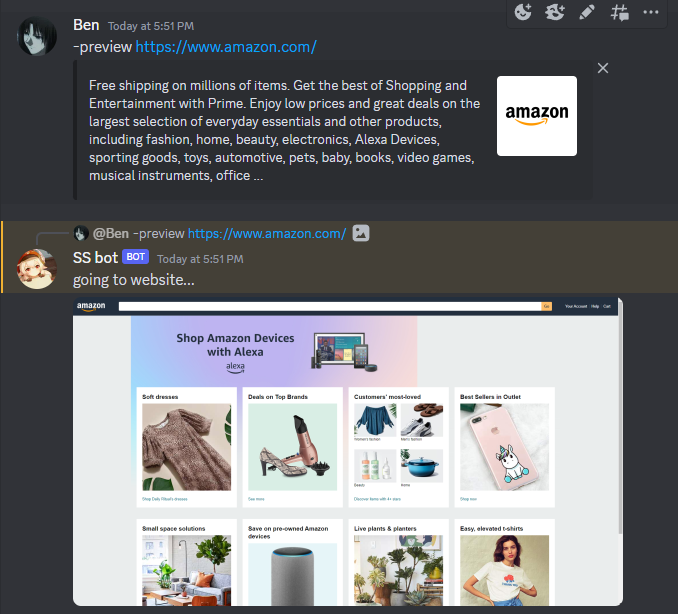 Ben Today at 5:51 PM
-preview https://www.amazon.com/
Free shipping on millions of items. Get the best of Shopping and
Entertainment with Prime. Enjoy low prices and great deals on the
largest selection of everyday essentials and other products,
including fashion, home, beauty, electronics, Alexa Devices,
sporting goods, toys, automotive, pets, baby, books, video games,
musical instruments, office ...
amazon
@Ben -preview https://www.amazon.com/
SS bot BOT Today at 5:51 PM
going to website...
amazon
Go
Your Account Help Cart
Shop Amazon Devices
with Alexa
alexa
Soft dresses
Deals on Top Brands
Customers' most-loved
Best Sellers in Outlet
Women's fashion
Men's fashion
Beauty
Home
Shop Daily Ritual's dresses
See more
Discover items with 4+ stars
Shop now
Small space solutions
Save on pre-owned Amazon
devices
Live plants & planters
Easy, elevated t-shirts